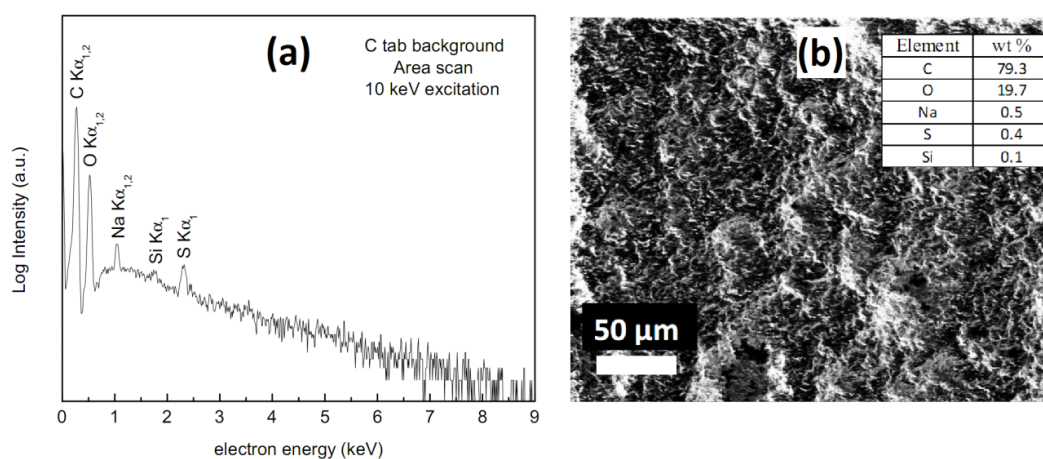 (a)
C tab background
Area scan
10 keV excitation
C Kα1,2
O Kα1,2
Na Kα1,2
Si Kα1
S Kα1
Log Intensity (a.u.)
0 1 2 3 4 5 6 7 8 9
electron energy (keV)
(b)
Element wt %
C 79.3
O 19.7
Na 0.5
S 0.4
Si 0.1
50 µm